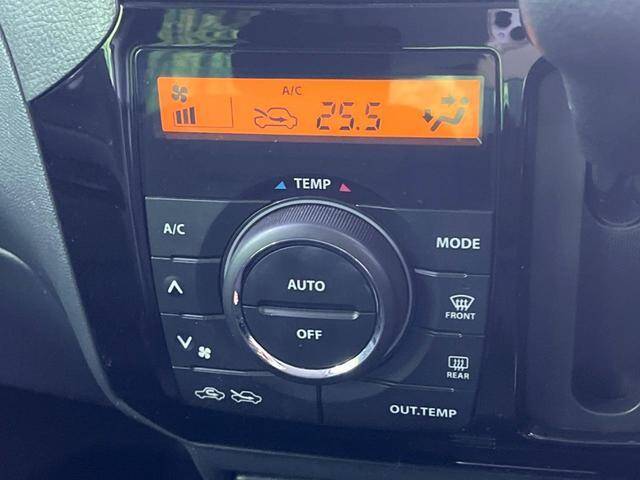 A/C
25.5
TEMP
A/C
MODE
AUTO
FRONT
OFF
REAR
OUT.TEMP